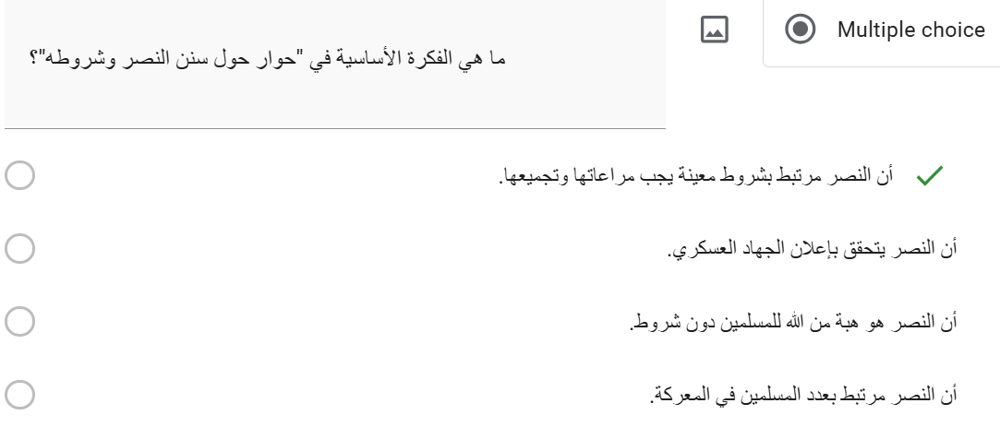 Multiple choice
ما هي الفكرة الأساسية في "حوار حول سنن النصر وشروطه"؟
أن النصر مرتبط بشروط معينة يجب مراعاتها وتجميعها.
أن النصر يتحقق بإعلان الجهاد العسكري.
أن النصر هو هبة من الله للمسلمين دون شروط.
أن النصر مرتبط بعدد المسلمين في المعركة.